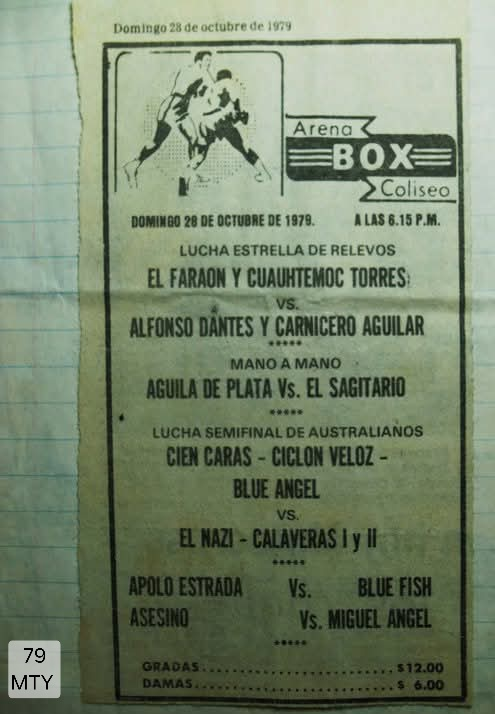 Domingo 28 de octubre de 1979
Arena
BOX
Coliseo
DOMINGO 28 DE OCTUBRE DE 1979. A LAS 6.15 P.M.
LUCHA ESTRELLA DE RELEVOS
EL FARAON Y CUAUHTEMOC TORRES
VS.
ALFONSO DANTES Y CARNICERO AGUILAR
*****
MANO A MANO
AGUILA DE PLATA Vs. EL SAGITARIO
*****
LUCHA SEMIFINAL DE AUSTRALIANOS
CIEN CARAS - CICLON VELOZ -
BLUE ANGEL
VS.
EL NAZI - CALAVERAS I y II
*****
APOLO ESTRADA Vs. BLUE FISH
ASESINO Vs. MIGUEL ANGEL
*****
GRADAS........................$12.00
DAMAS.........................$ 6.00
79
MTY